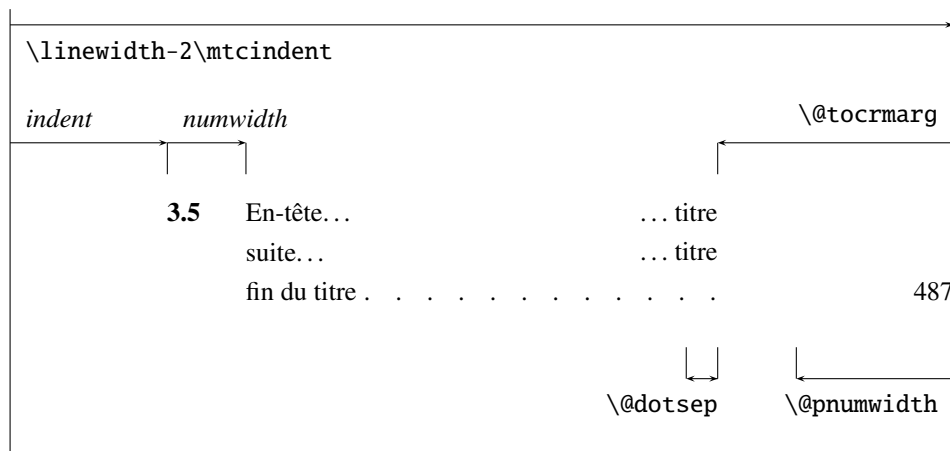 \linewidth-2\mtcindent
indent numwidth \@tocrmarg
3.5 En-tête... ... titre
suite... ... titre
fin du titre . . . . . . . . . . . . 487
\@dotsep \@pnumwidth